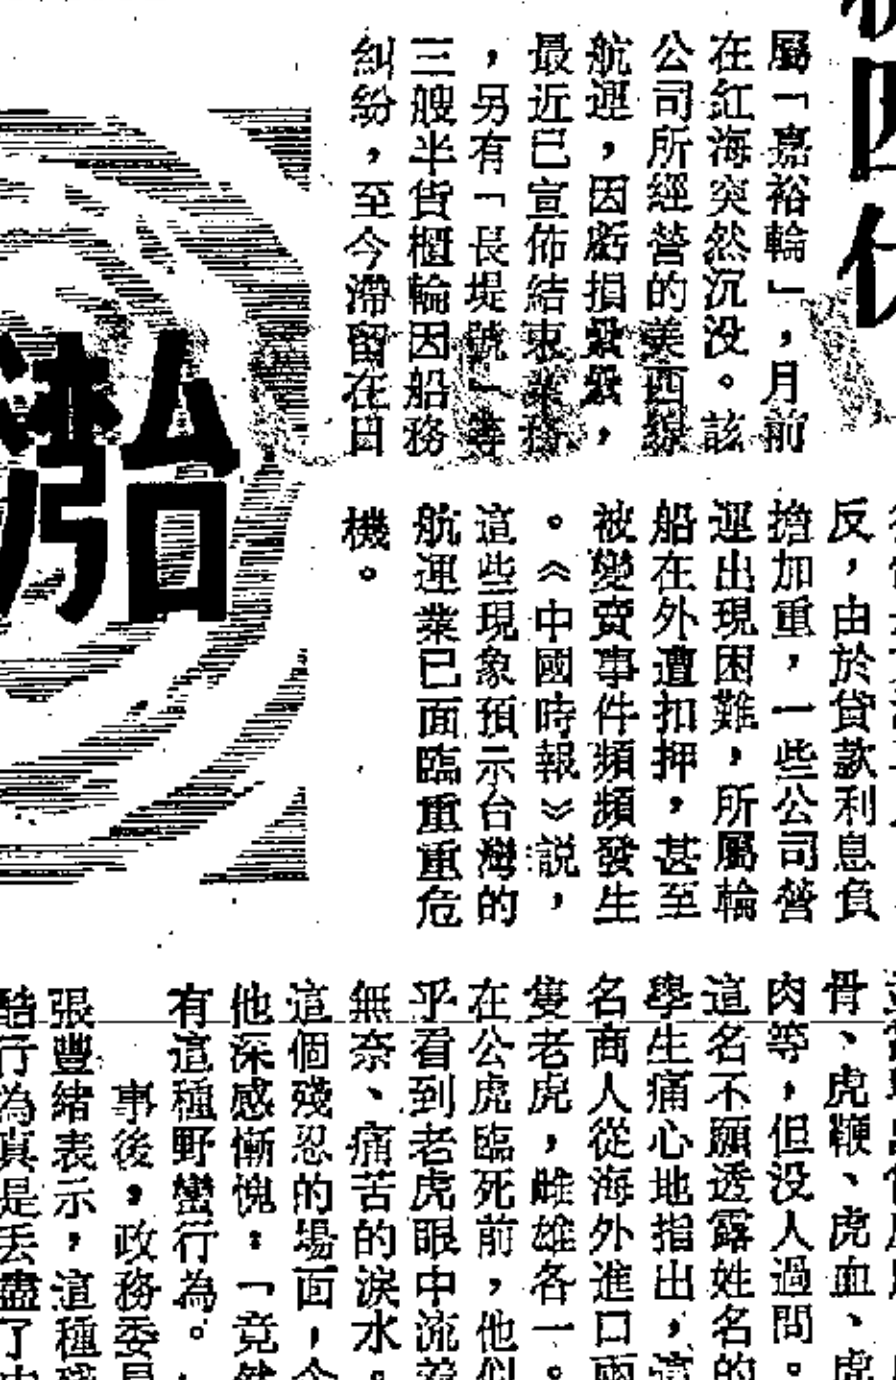 四伏
屬「嘉裕輪」，月前
在紅海突然沉没。該
公司所經營的美西線
航運，因虧損纍纍，
最近已宣佈結束業務
，另有「長堤號」等
三艘半貨櫃輪因船務
糾紛，至今滯留在日
反，由於貸款利息負
擔加重，一些公司營
運出現困難，所屬輪
船在外遭扣押，甚至
被變賣事件頻頻發生
。《中國時報》説，
這些現象預示台灣的
航運業已面臨重重危
機。
台灣
骨、虎鞭、虎血、虎
肉等，但没人過問。
這名不願透露姓名的
學生痛心地指出，這
名商人從海外進口兩
隻老虎，雌雄各一。
在公虎臨死前，他似
乎看到老虎眼中流着
無奈、痛苦的淚水。
這個殘忍的場面，令
他深感慚愧：「竟然
有這種野蠻行為。」
事後，政務委員
張豐緒表示，這種殘
酷行為真是丢盡了